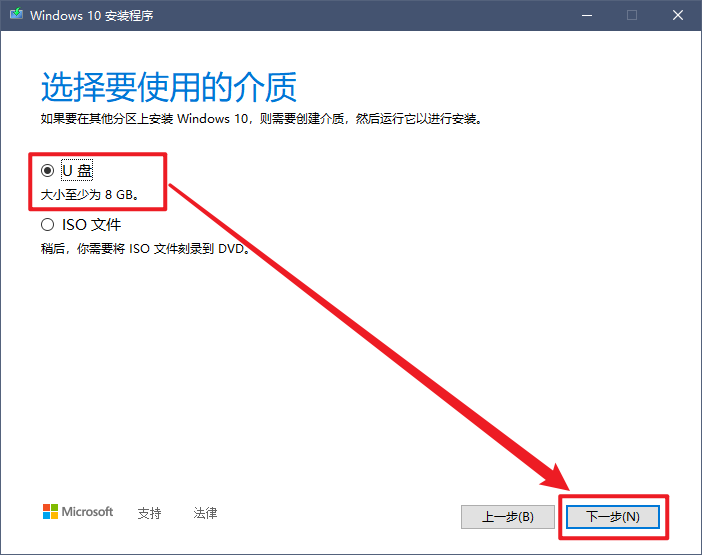 Windows 10 安装程序
选择要使用的介质
如果要在其他分区上安装 Windows 10，则需要创建介质，然后运行它以进行安装。
U 盘
大小至少为 8 GB。
ISO 文件
稍后，你需要将 ISO 文件刻录到 DVD。
Microsoft 支持 法律 上一步(B) 下一步(N)